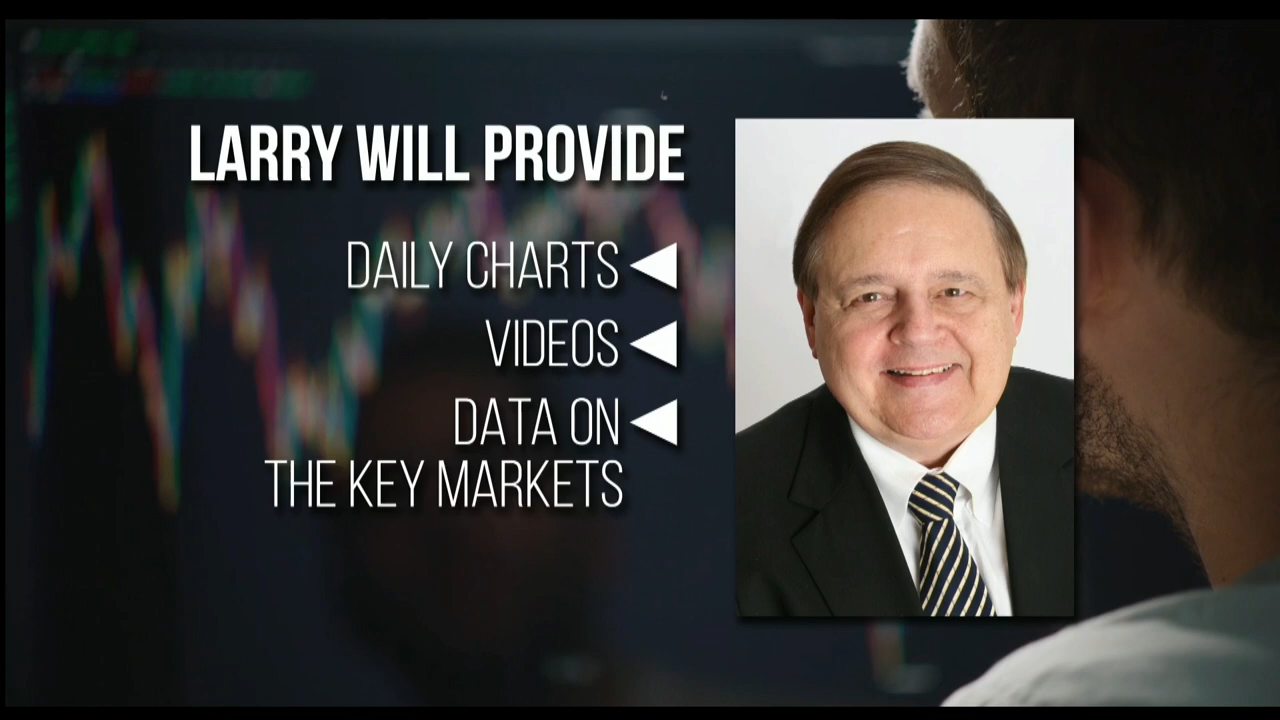 LARRY WILL PROVIDE
DAILY CHARTS
VIDEOS
DATA ON
THE KEY MARKETS